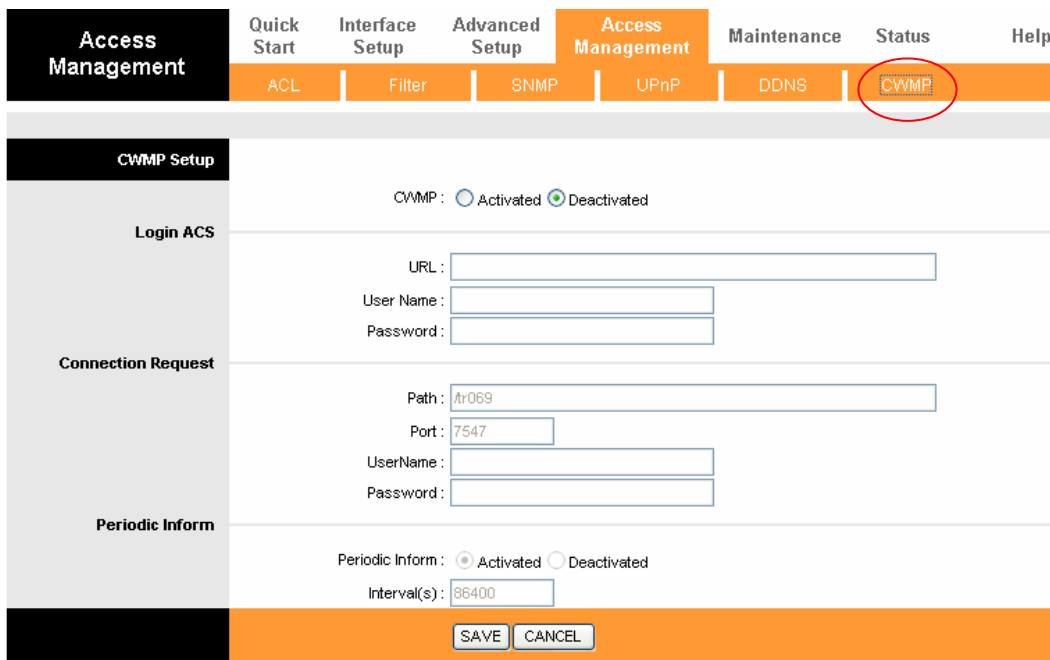 Access Management
Quick Start
Interface Setup
Advanced Setup
Access Management
Maintenance
Status
Help
ACL
Filter
SNMP
UPnP
DDNS
CWMP
CWMP Setup
CWMP : Activated Deactivated
Login ACS
URL :
User Name :
Password :
Connection Request
Path : /tr069
Port : 7547
UserName :
Password :
Periodic Inform
Periodic Inform : Activated Deactivated
Interval(s) : 86400
SAVE CANCEL